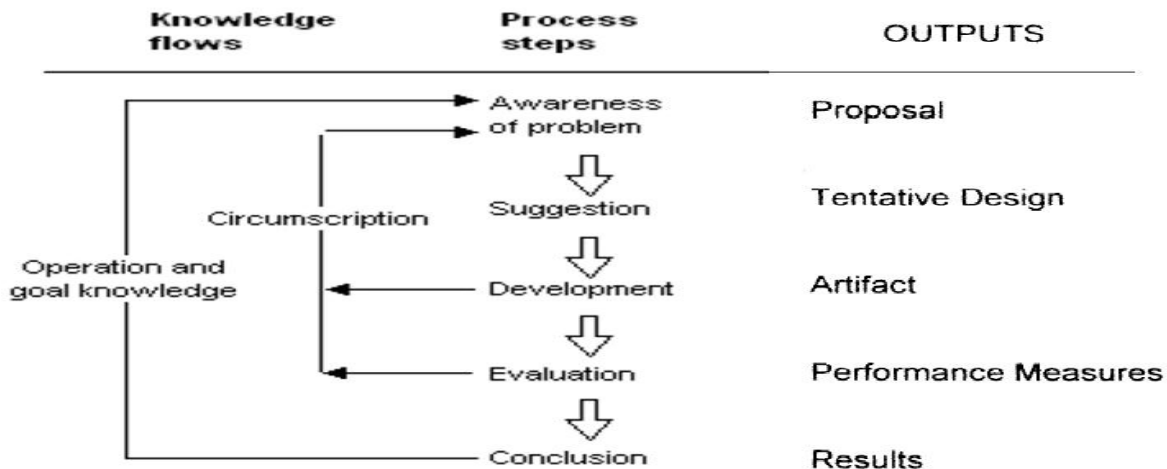 Knowledge flows
Process steps
OUTPUTS
Awareness of problem
Proposal
Suggestion
Tentative Design
Circumscription
Operation and goal knowledge
Development
Artifact
Evaluation
Performance Measures
Conclusion
Results